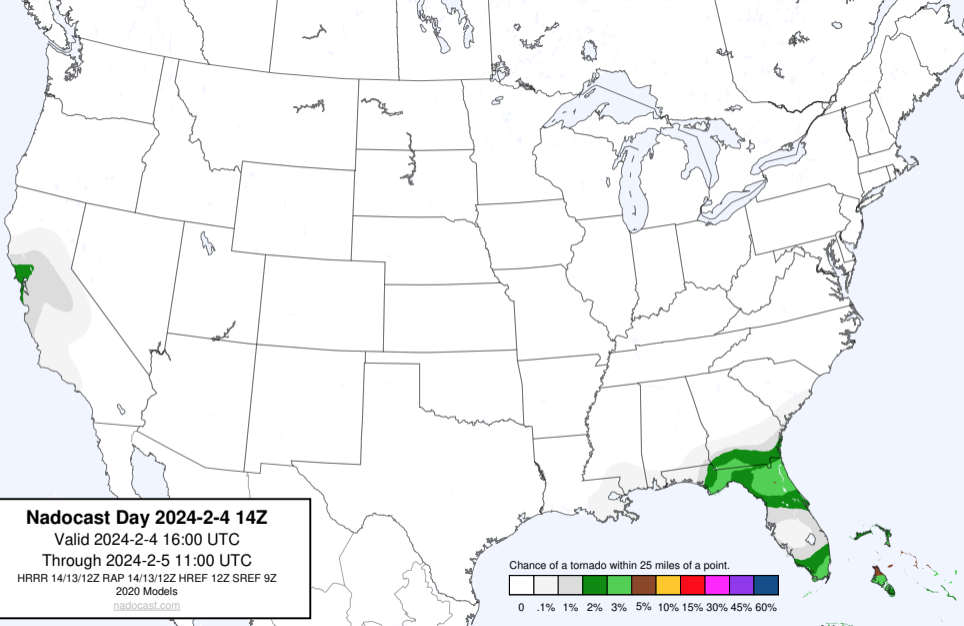 Nadocast Day 2024-2-4 14Z
Valid 2024-2-4 16:00 UTC
Through 2024-2-5 11:00 UTC
HRRR 14/13/12Z RAP 14/13/12Z HREF 12Z SREF 9Z
2020 Models
nadocast.com
Chance of a tornado within 25 miles of a point.
0 .1% 1% 2% 3% 5% 10% 15% 30% 45% 60%